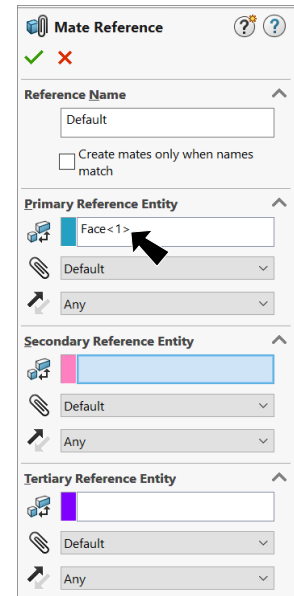 Mate Reference
Reference Name
Default
Create mates only when names
match
Primary Reference Entity
Face<1>
Default
Any
Secondary Reference Entity
Default
Any
Tertiary Reference Entity
Default
Any